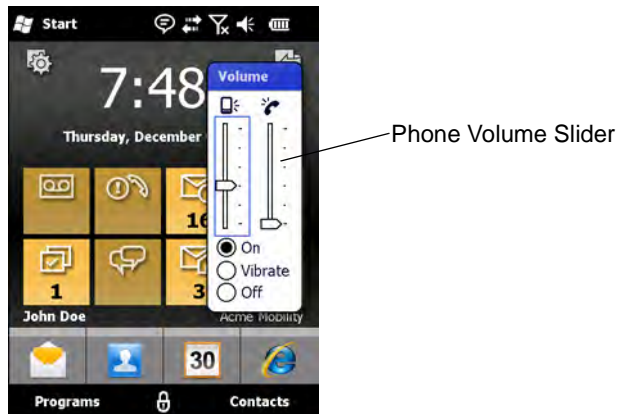 Start
7:48
Volume
Thursday, December
Phone Volume Slider
16
On
Vibrate
Off
1
3
John Doe
Acme Mobility
30
Programs
Contacts